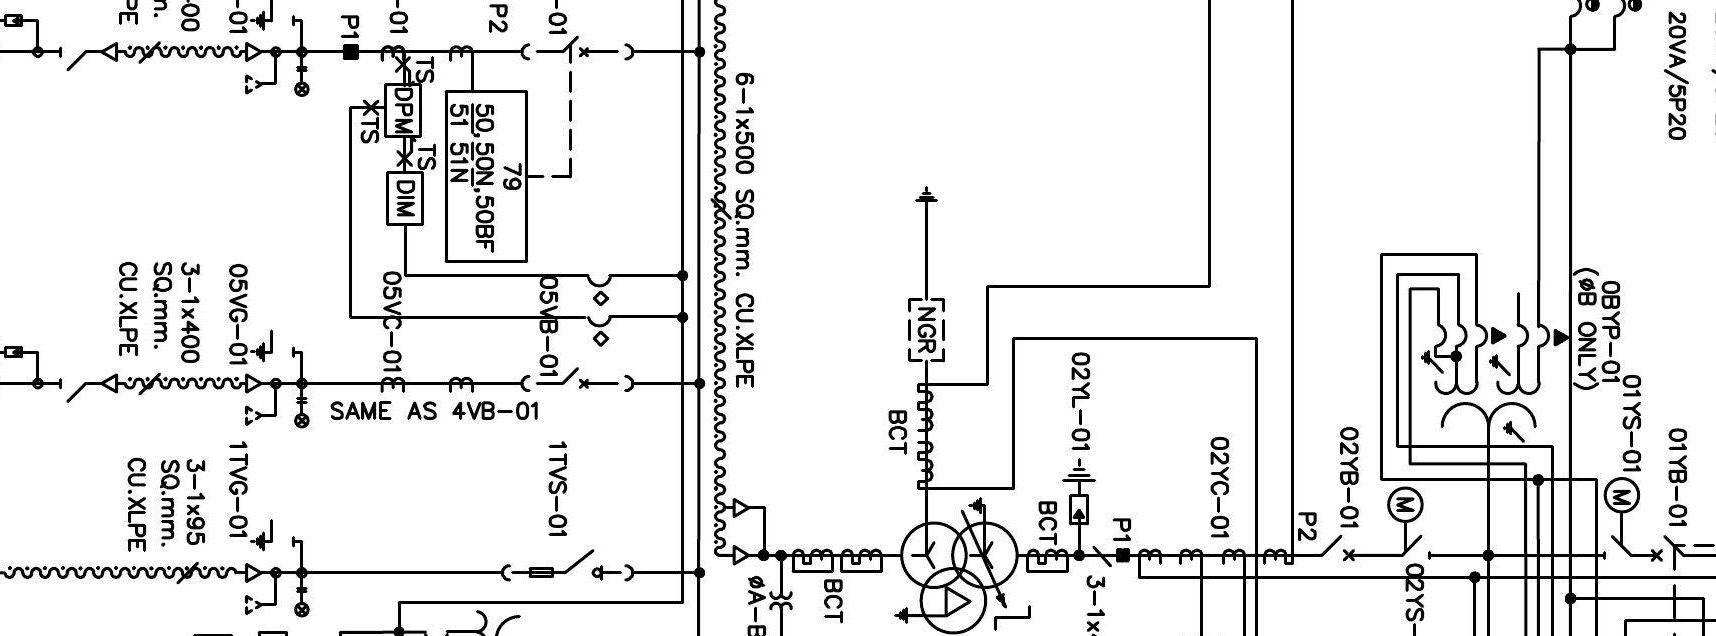 -01
P1
-01
P2
-01
TS
DPM
TS
TS
DIM
50,50N,50BF
51 51N
79
6-1x500 SQ.mm. CU.XLPE
20VA/5P20
05VG-01
3-1x400
SQ.mm.
CU.XLPE
05VC-01
05VB-01
SAME AS 4VB-01
1TVG-01
3-1x95
SQ.mm.
CU.XLPE
1TVS-01
NGR
BCT
02YL-01
BCT
P1
02YC-01
P2
02YB-01
M
02YS-
0BYP-01
(øB ONLY)
01YS-01
M
01YB-01
BCT
øA-B
3-1x